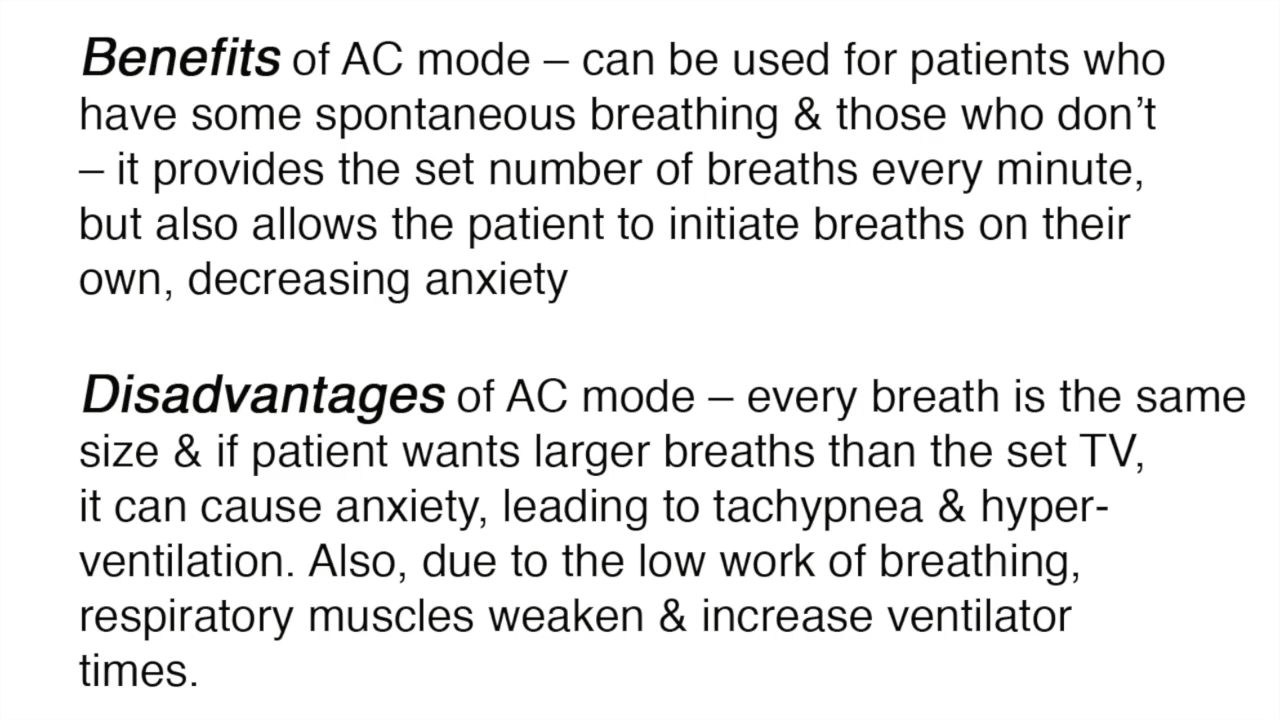 Benefits of AC mode – can be used for patients who
have some spontaneous breathing & those who don’t
– it provides the set number of breaths every minute,
but also allows the patient to initiate breaths on their
own, decreasing anxiety
Disadvantages of AC mode – every breath is the same
size & if patient wants larger breaths than the set TV,
it can cause anxiety, leading to tachypnea & hyper-
ventilation. Also, due to the low work of breathing,
respiratory muscles weaken & increase ventilator
times.